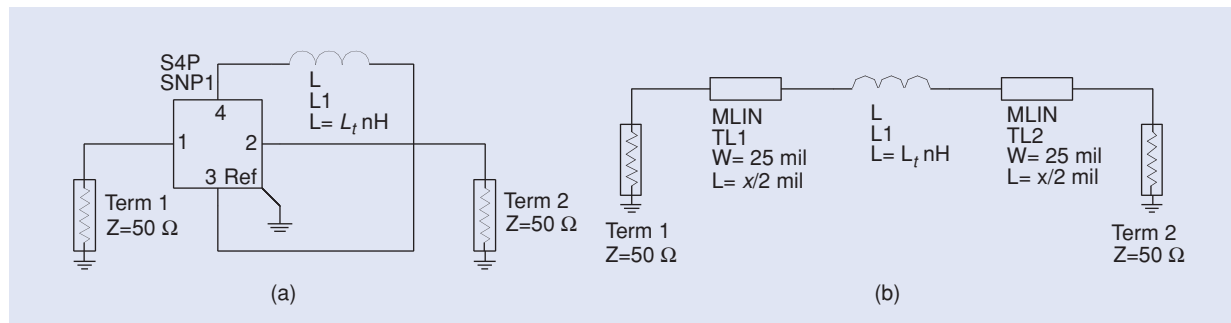 S4P
SNP1
4
1
2
3 Ref
L
L1
L= Lt nH
Term 1
Z=50 Ω
Term 2
Z=50 Ω
(a)
MLIN
TL1
W= 25 mil
L= x/2 mil
L
L1
L= Lt nH
MLIN
TL2
W= 25 mil
L= x/2 mil
Term 1
Z=50 Ω
Term 2
Z=50 Ω
(b)